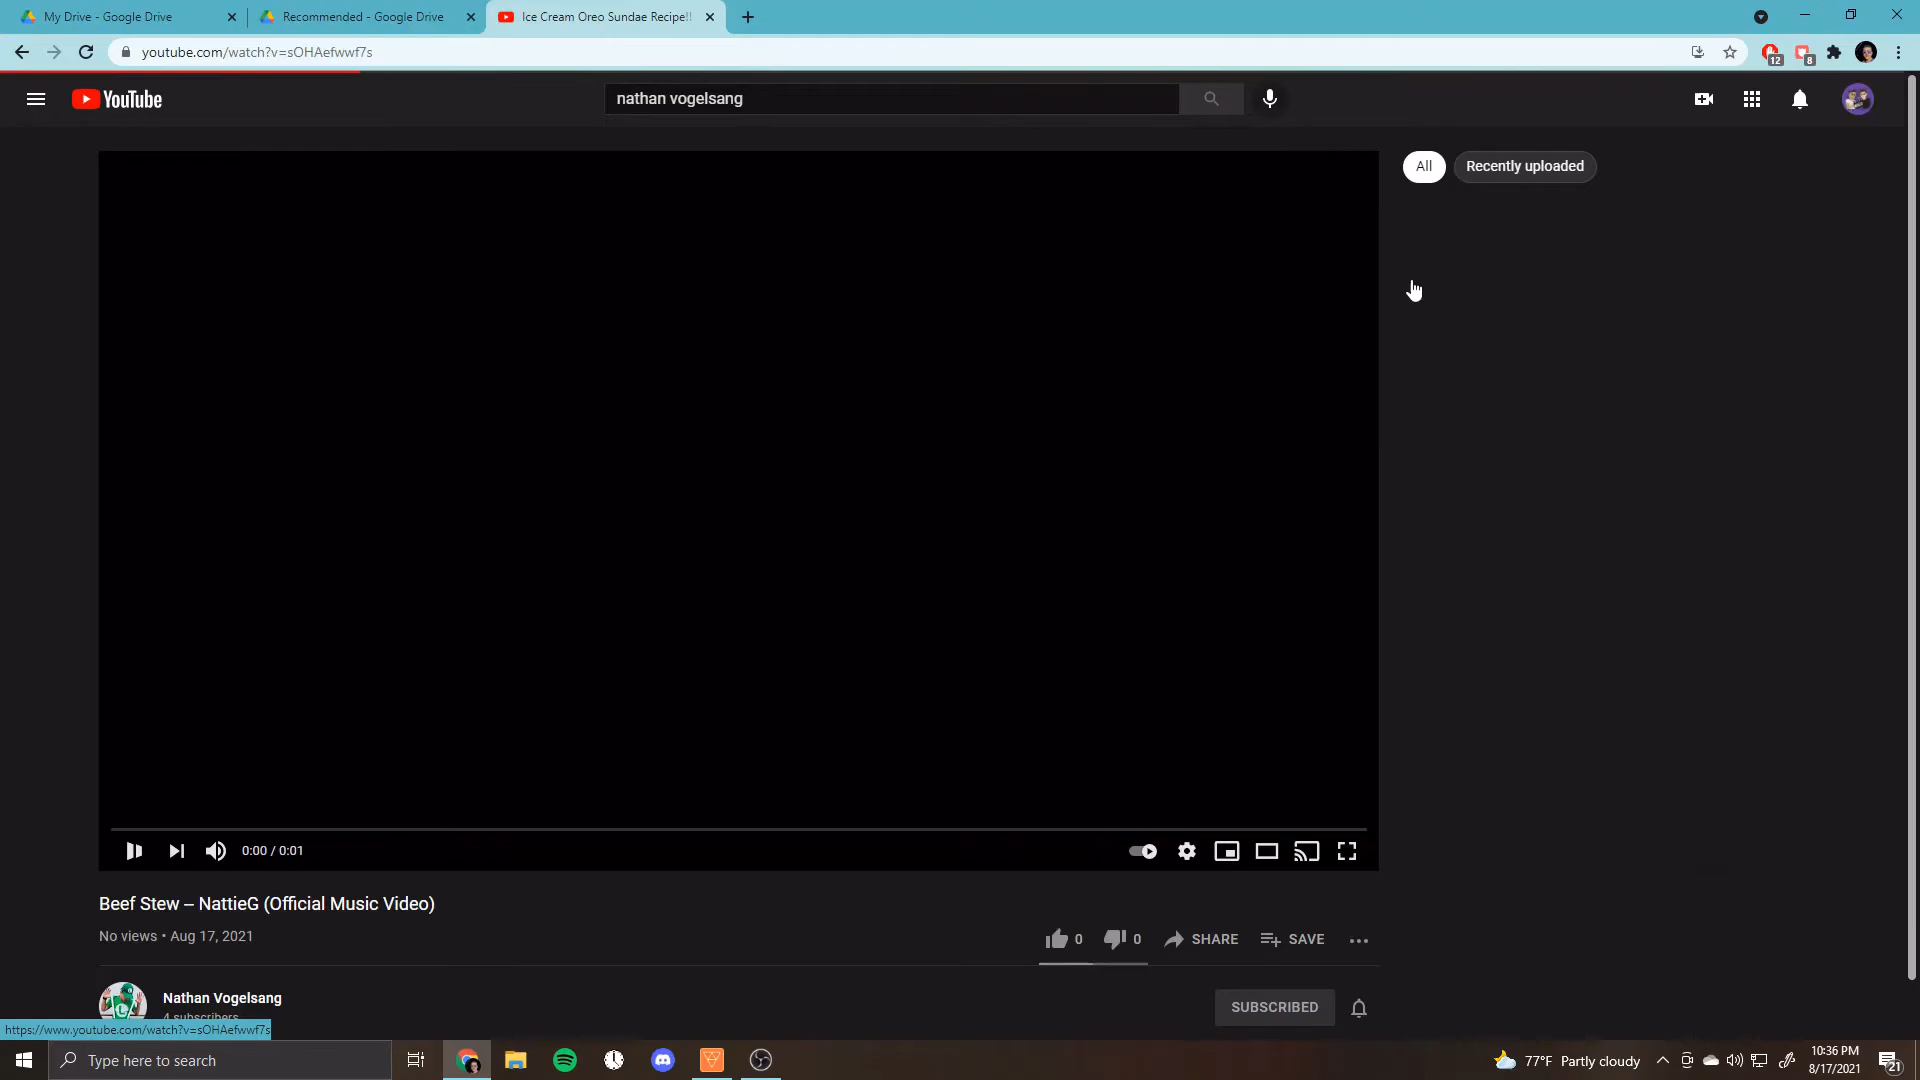 My Drive - Google Drive
Recommended - Google Drive
Ice Cream Oreo Sundae Recipe!!
youtube.com/watch?v=sOHAefwwf7s
12
8
YouTube
nathan vogelsang
All
Recently uploaded
0:00 / 0:01
Beef Stew – NattieG (Official Music Video)
No views • Aug 17, 2021
0
0
SHARE
SAVE
Nathan Vogelsang
4 subscribers
SUBSCRIBED
https://www.youtube.com/watch?v=sOHAefwwf7s
Type here to search
77°F Partly cloudy
10:36 PM
8/17/2021
21